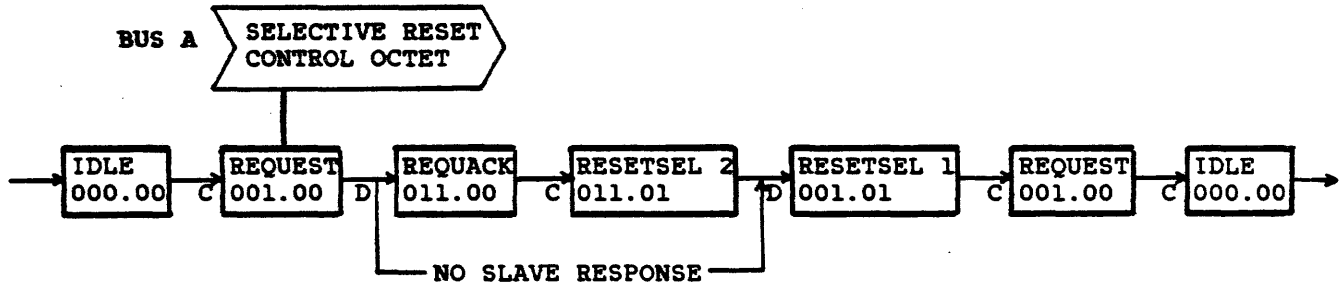 BUS A
SELECTIVE RESET
CONTROL OCTET
IDLE
000.00
C
REQUEST
001.00
D
REQUACK
011.00
C
RESETSEL 2
011.01
D
RESETSEL 1
001.01
C
REQUEST
001.00
C
IDLE
000.00
NO SLAVE RESPONSE